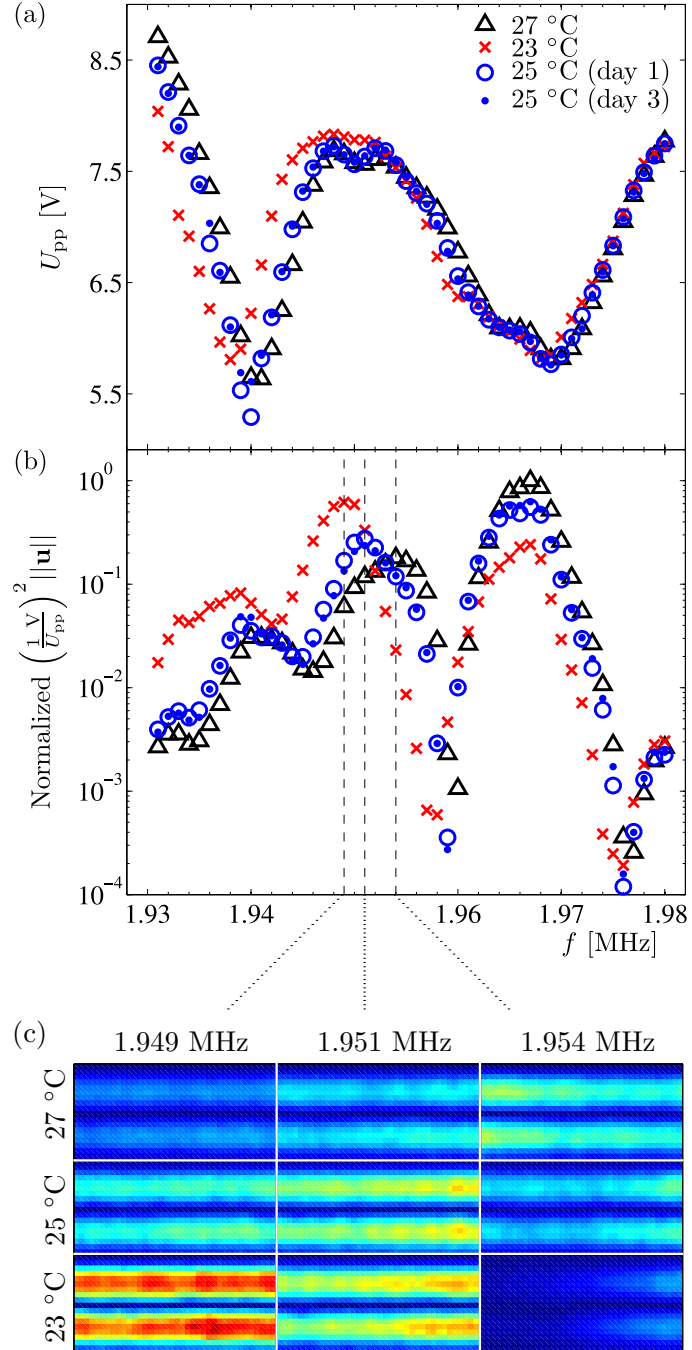 (a)
27 °C
23 °C
25 °C (day 1)
25 °C (day 3)
8.5
7.5
6.5
5.5
U_pp [V]
(b)
10^0
10^-1
10^-2
10^-3
10^-4
Normalized (1 V / U_pp)^2 ||u||
1.93 1.94 1.96 1.97 1.98
f [MHz]
(c)
1.949 MHz 1.951 MHz 1.954 MHz
27 °C
25 °C
23 °C